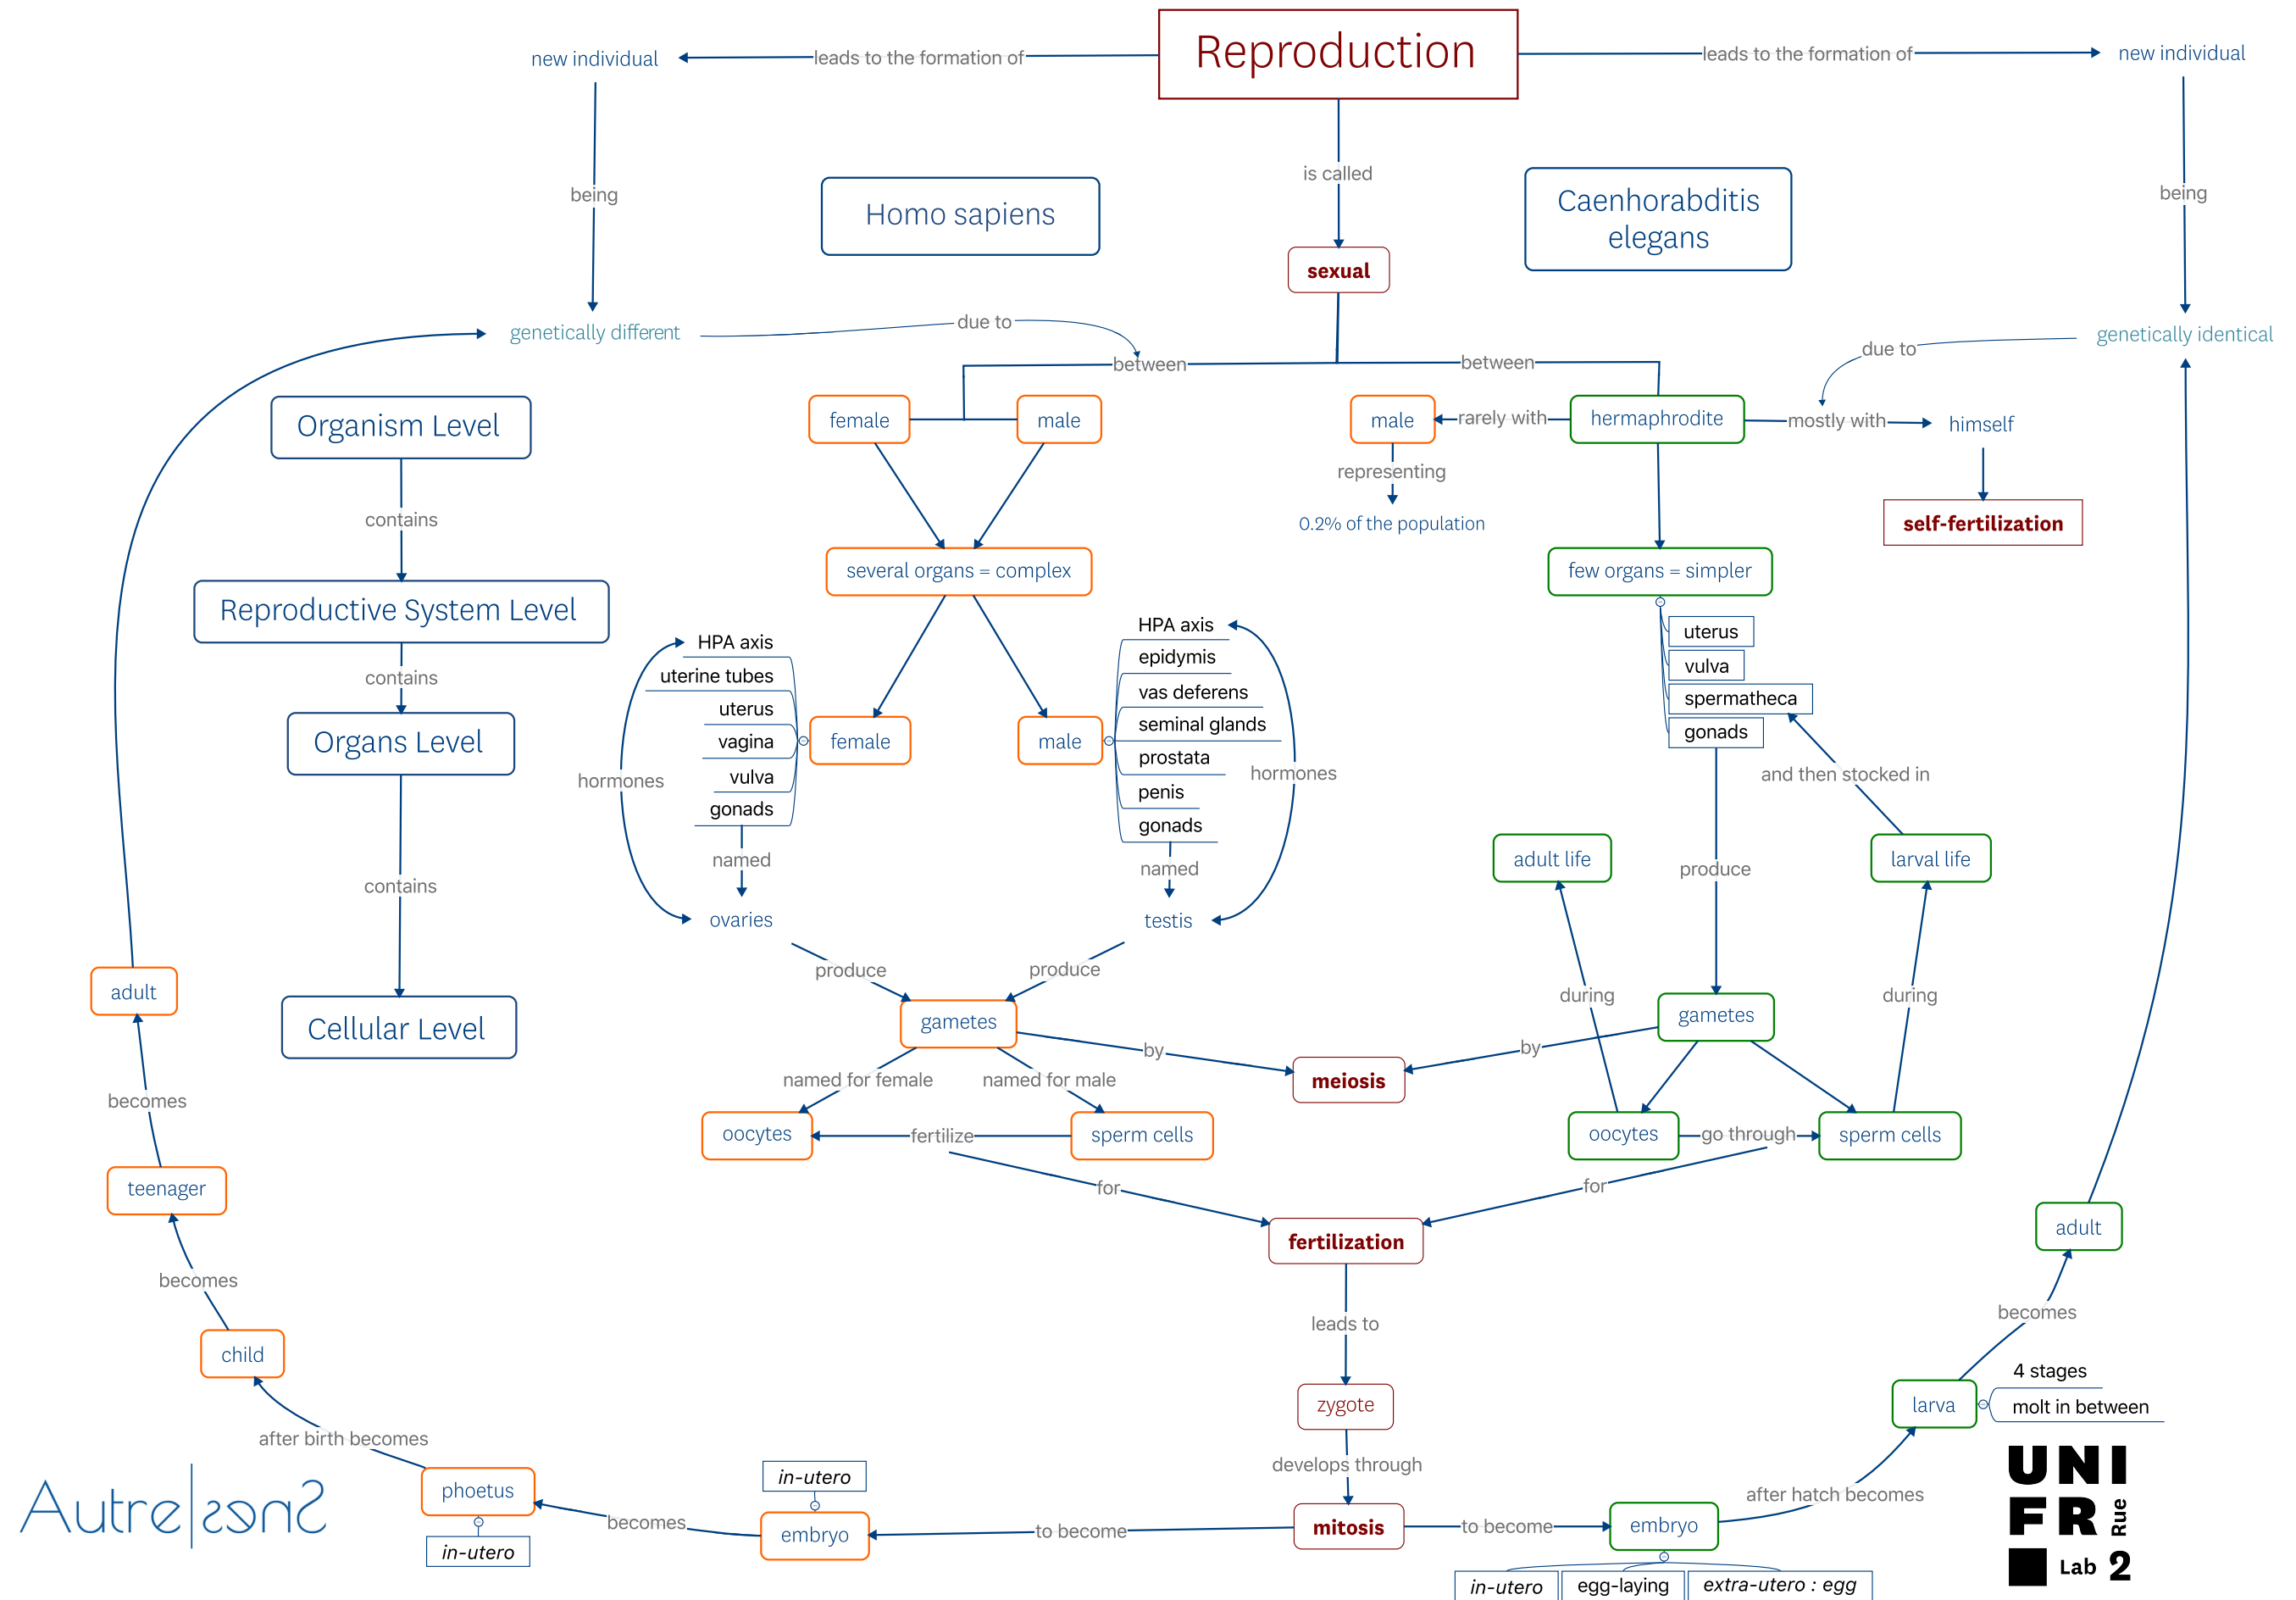 Reproduction
new individual
leads to the formation of
leads to the formation of
new individual
being
is called
being
Homo sapiens
Caenhorabditis
elegans
sexual
genetically different
due to
between
between
due to
genetically identical
Organism Level
female
male
male
rarely with
hermaphrodite
mostly with
himself
representing
0.2% of the population
self-fertilization
contains
several organs = complex
few organs = simpler
Reproductive System Level
HPA axis
uterine tubes
uterus
vagina
vulva
gonads
female
male
HPA axis
epidymis
vas deferens
seminal glands
prostata
penis
gonads
uterus
vulva
spermatheca
gonads
contains
Organs Level
hormones
hormones
and then stocked in
named
named
adult life
produce
larval life
contains
ovaries
testis
produce
produce
during
during
adult
Cellular Level
gametes
gametes
by
by
meiosis
named for female
named for male
becomes
oocytes
fertilize
sperm cells
oocytes
go through
sperm cells
teenager
for
for
fertilization
adult
becomes
leads to
becomes
child
zygote
larva
4 stages
molt in between
after birth becomes
develops through
phoetus
in-utero
in-utero
becomes
embryo
to become
mitosis
to become
embryo
after hatch becomes
in-utero
egg-laying
extra-utero : egg
Autre|sens
UNI
FR
Rue
Lab 2